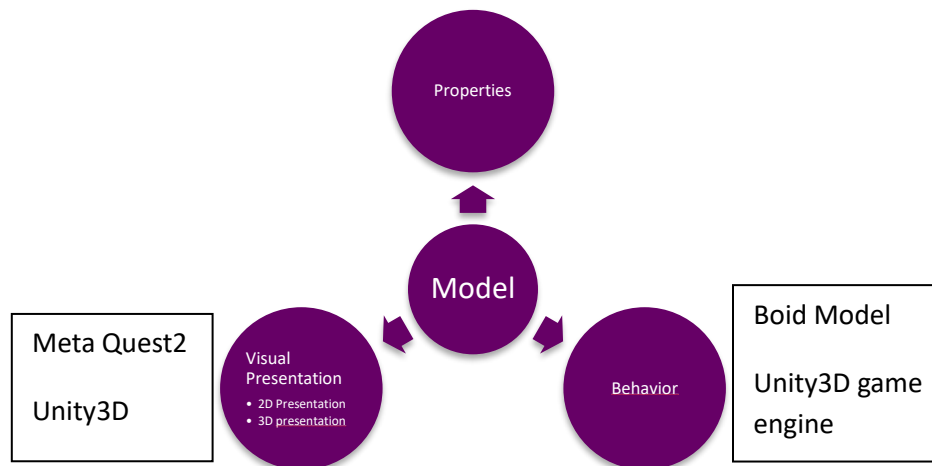 Properties
Model
Meta Quest2
Unity3D
Visual
Presentation
• 2D Presentation
• 3D presentation
Behavior
Boid Model
Unity3D game
engine